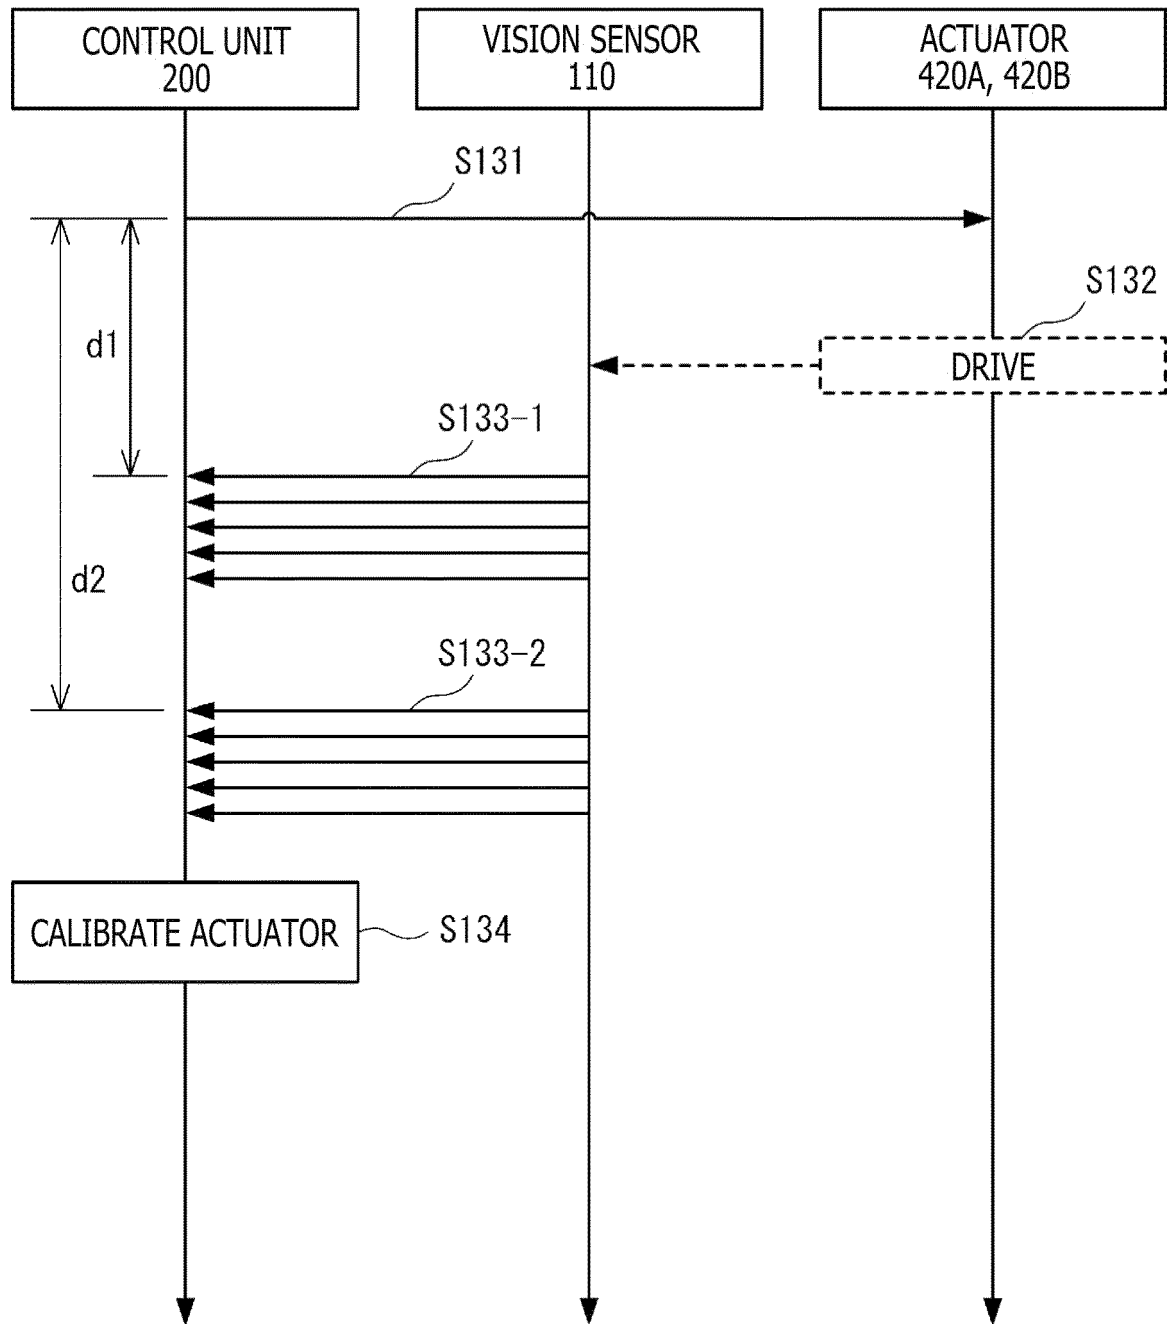 CONTROL UNIT
200
VISION SENSOR
110
ACTUATOR
420A, 420B
S131
S132
d1
DRIVE
S133-1
d2
S133-2
CALIBRATE ACTUATOR
S134